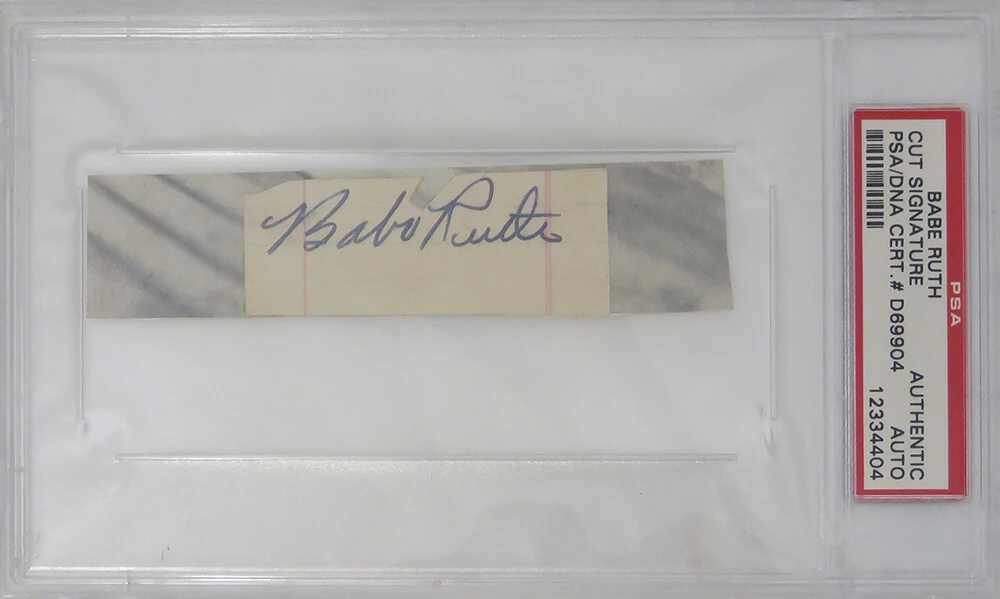 Babe Ruth
PSA
BABE RUTH AUTHENTIC
CUT SIGNATURE AUTO
PSA/DNA CERT.# D69904 12334404